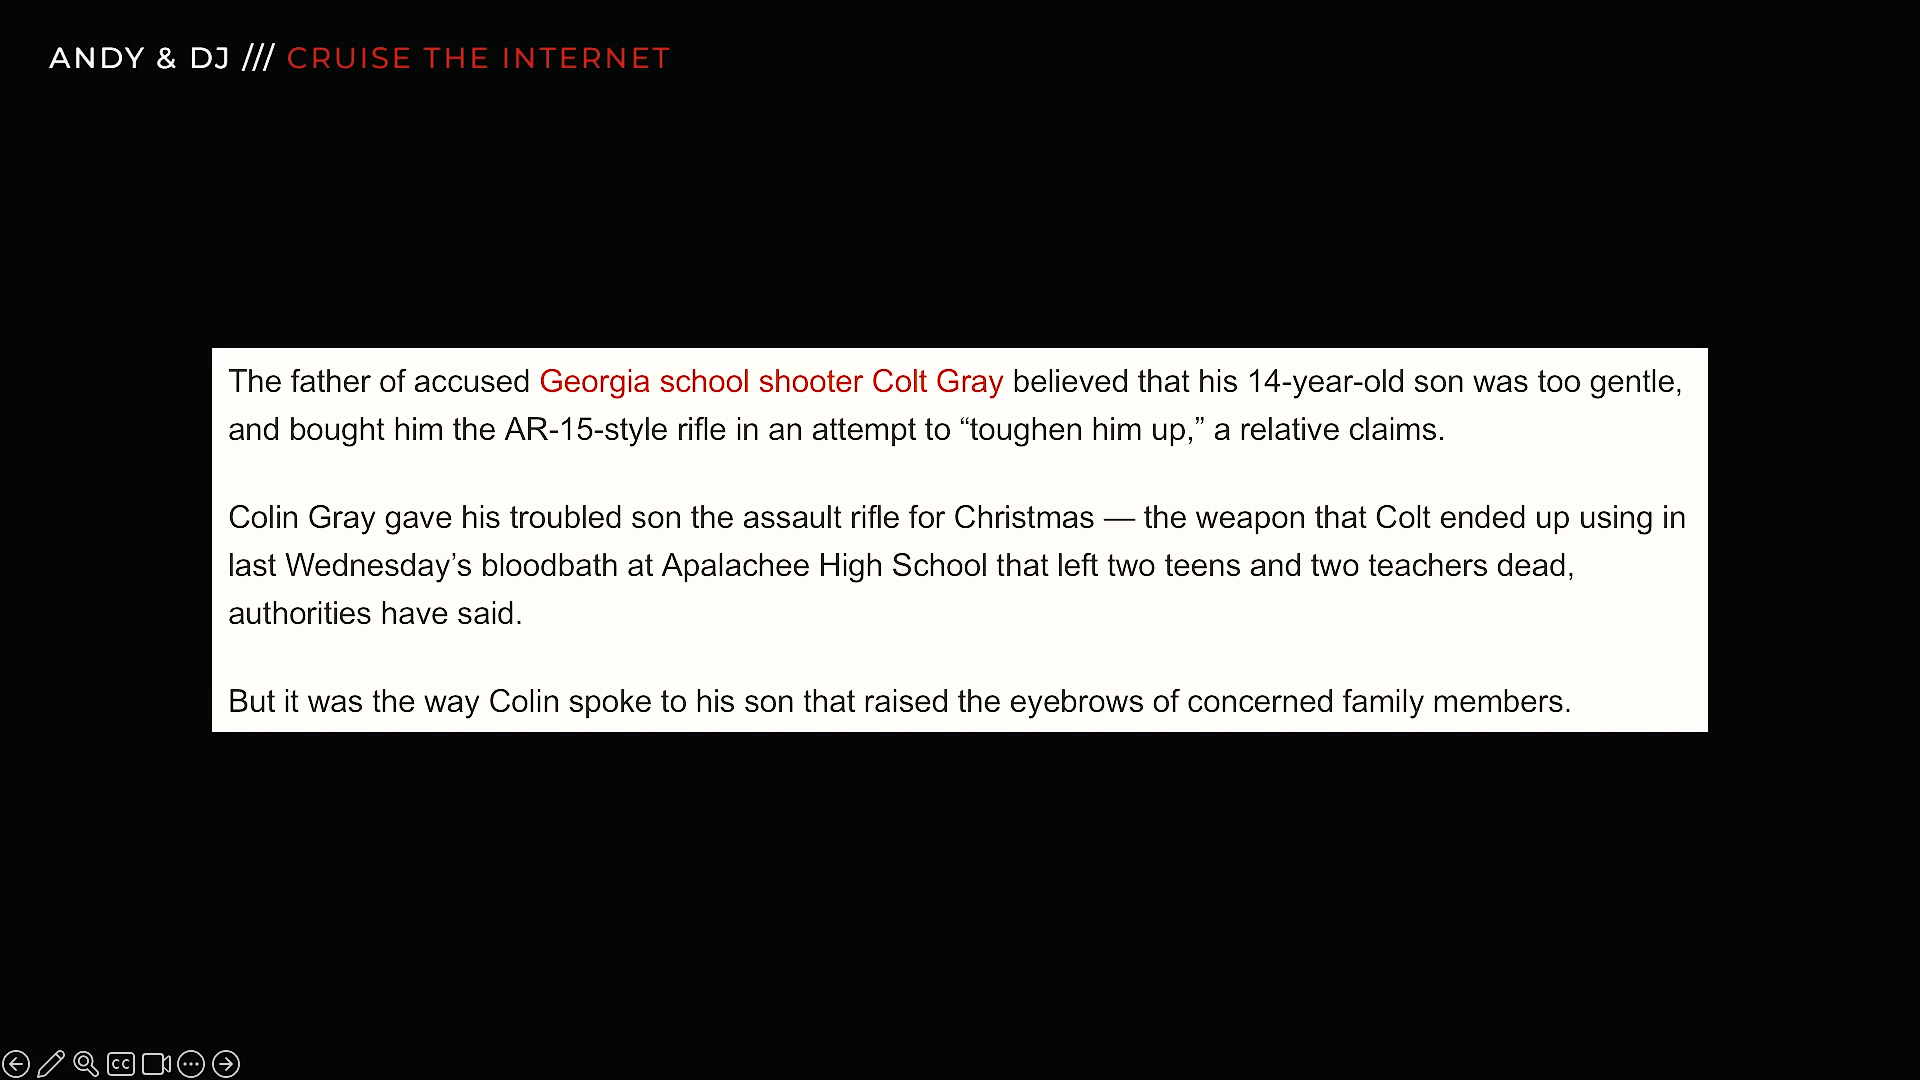 ANDY & DJ /// CRUISE THE INTERNET
The father of accused Georgia school shooter Colt Gray believed that his 14-year-old son was too gentle,
and bought him the AR-15-style rifle in an attempt to “toughen him up,” a relative claims.
Colin Gray gave his troubled son the assault rifle for Christmas — the weapon that Colt ended up using in
last Wednesday’s bloodbath at Apalachee High School that left two teens and two teachers dead,
authorities have said.
But it was the way Colin spoke to his son that raised the eyebrows of concerned family members.
CC